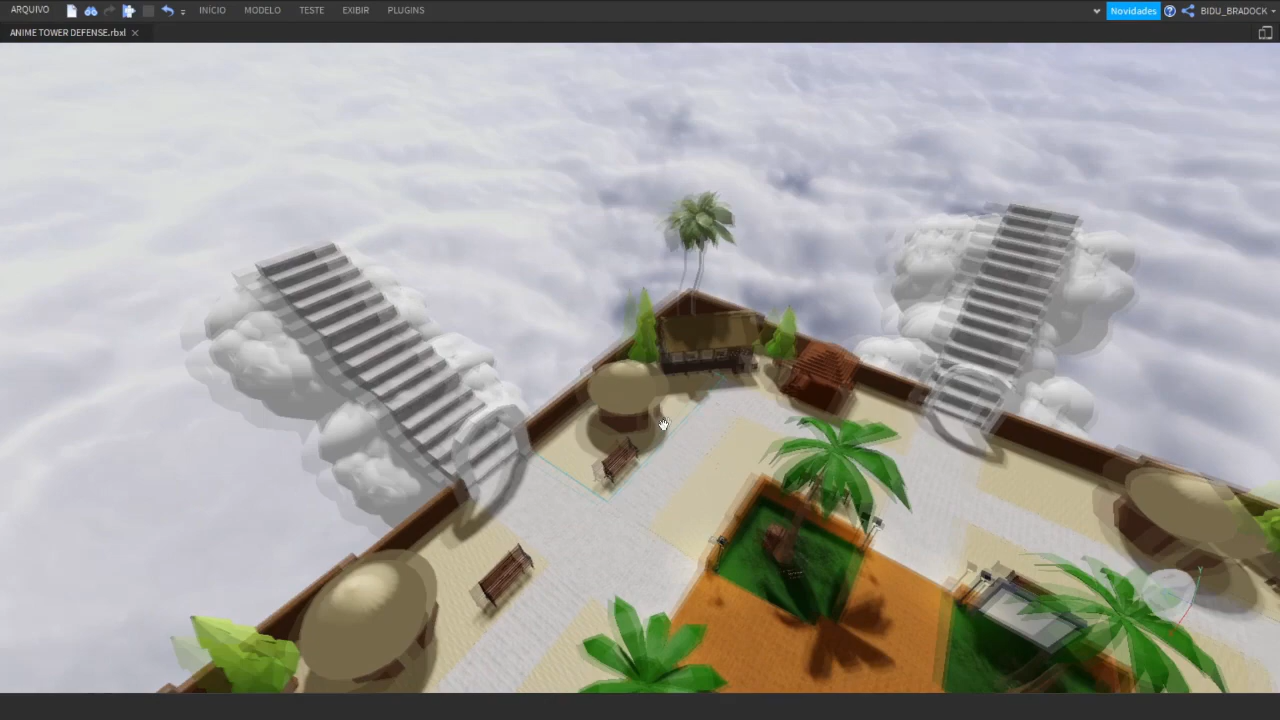 ARQUIVO INÍCIO MODELO TESTE EXIBIR PLUGINS Novidades BIDU_BRADOCK
ANIME TOWER DEFENSE.rbxl